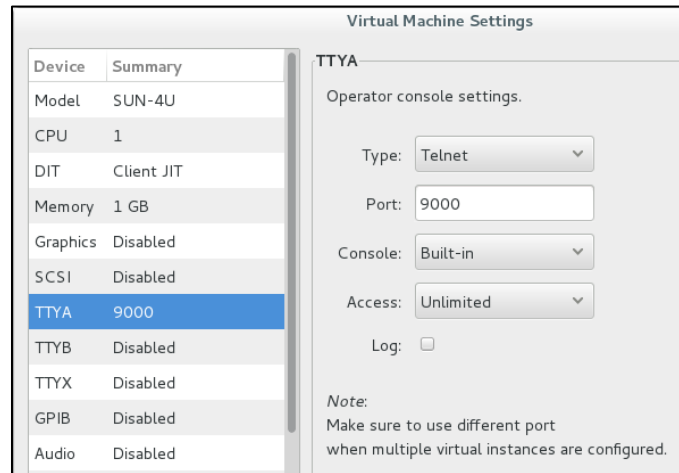 Virtual Machine Settings
Device Summary
Model SUN-4U
CPU 1
DIT Client JIT
Memory 1 GB
Graphics Disabled
SCSI Disabled
TTYA 9000
TTYB Disabled
TTYX Disabled
GPIB Disabled
Audio Disabled
TTYA
Operator console settings.
Type: Telnet
Port: 9000
Console: Built-in
Access: Unlimited
Log:
Note:
Make sure to use different port
when multiple virtual instances are configured.